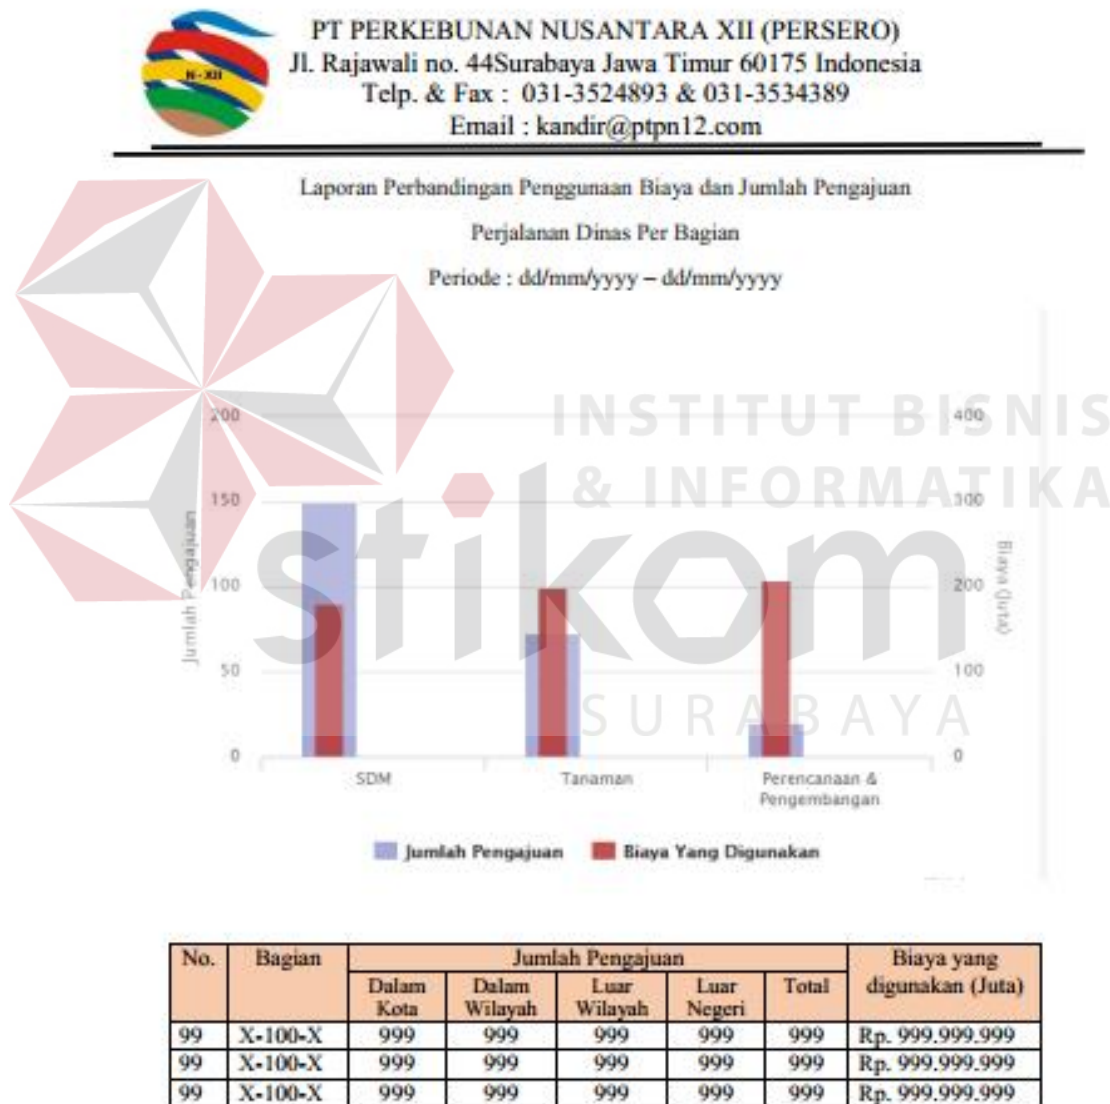 N-XII
PT PERKEBUNAN NUSANTARA XII (PERSERO)
Jl. Rajawali no. 44Surabaya Jawa Timur 60175 Indonesia
Telp. & Fax : 031-3524893 & 031-3534389
Email : kandir@ptpn12.com
Laporan Perbandingan Penggunaan Biaya dan Jumlah Pengajuan
Perjalanan Dinas Per Bagian
Periode : dd/mm/yyyy – dd/mm/yyyy
INSTITUT BISNIS
& INFORMATIKA
stikom
SURABAYA
Jumlah Pengajuan
200
150
100
50
0
400
300
200
100
0
Biaya (Juta)
SDM
Tanaman
Perencanaan &
Pengembangan
Jumlah Pengajuan Biaya Yang Digunakan
No. Bagian Jumlah Pengajuan Biaya yang
digunakan (Juta)
Dalam Kota Dalam Wilayah Luar Wilayah Luar Negeri Total
99 X-100-X 999 999 999 999 999 Rp. 999.999.999
99 X-100-X 999 999 999 999 999 Rp. 999.999.999
99 X-100-X 999 999 999 999 999 Rp. 999.999.999